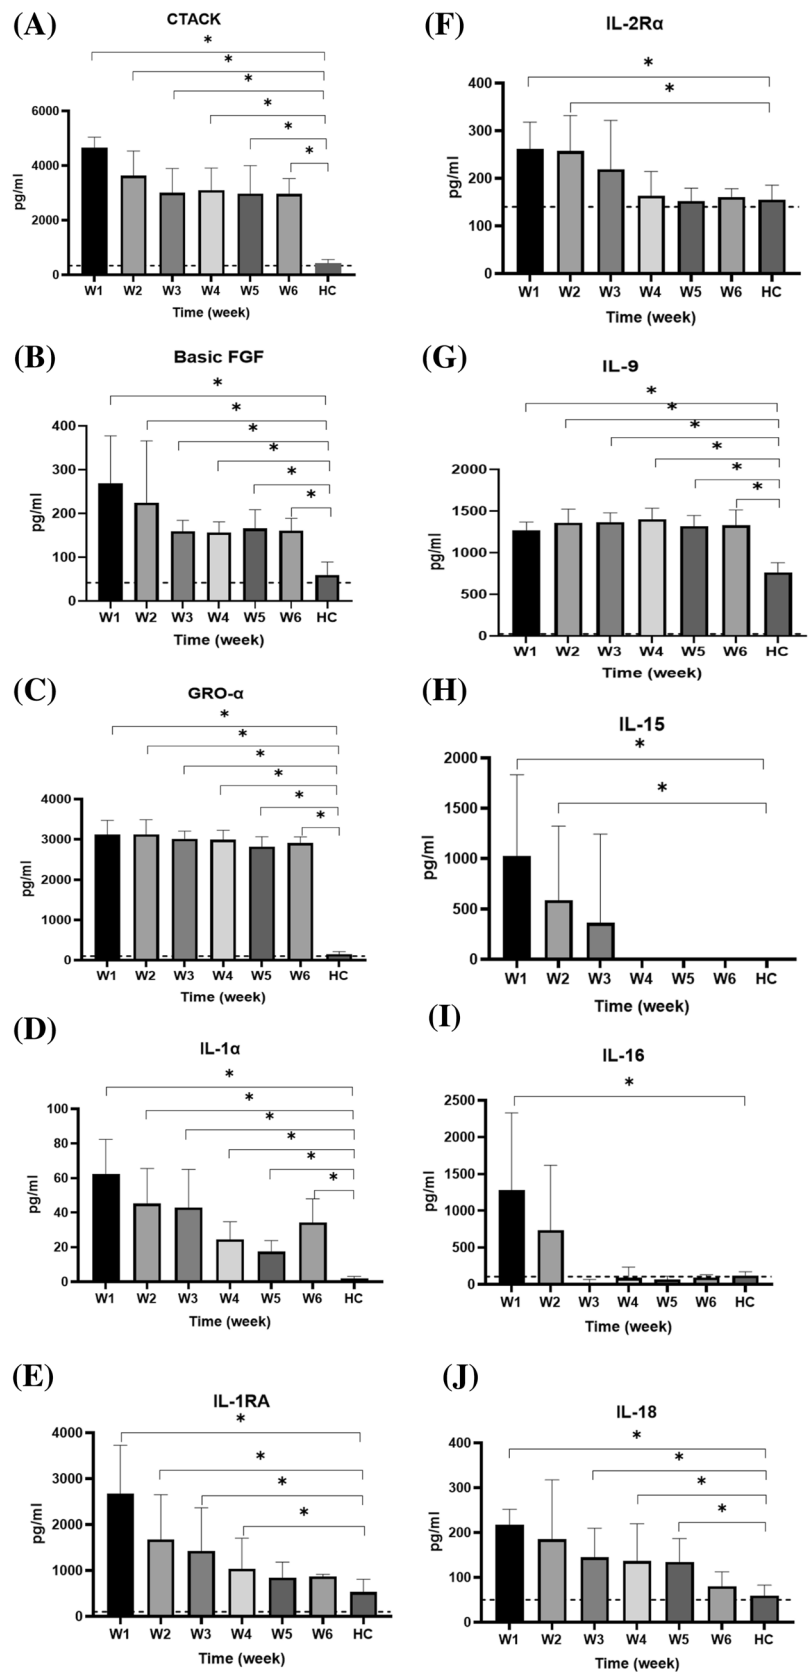 (A)
CTACK
* * * * * *
6000
4000
2000
0
pg/ml
W1 W2 W3 W4 W5 W6 HC
Time (week)
(B)
Basic FGF
* * * * * *
400
300
200
100
0
pg/ml
W1 W2 W3 W4 W5 W6 HC
Time (week)
(C)
GRO-α
* * * * * *
4000
3000
2000
1000
0
pg/ml
W1 W2 W3 W4 W5 W6 HC
Time (week)
(D)
IL-1α
* * * * * *
100
80
60
40
20
0
pg/ml
W1 W2 W3 W4 W5 W6 HC
Time (week)
(E)
IL-1RA
* * * *
4000
3000
2000
1000
0
pg/ml
W1 W2 W3 W4 W5 W6 HC
Time (week)
(F)
IL-2Rα
* *
400
300
200
100
0
pg/ml
W1 W2 W3 W4 W5 W6 HC
Time (week)
(G)
IL-9
* * * * * *
2000
1500
1000
500
0
pg/ml
W1 W2 W3 W4 W5 W6 HC
Time (week)
(H)
IL-15
* *
2000
1500
1000
500
0
pg/ml
W1 W2 W3 W4 W5 W6 HC
Time (week)
(I)
IL-16
*
2500
2000
1500
1000
500
0
pg/ml
W1 W2 W3 W4 W5 W6 HC
Time (week)
(J)
IL-18
* * * *
400
300
200
100
0
pg/ml
W1 W2 W3 W4 W5 W6 HC
Time (week)